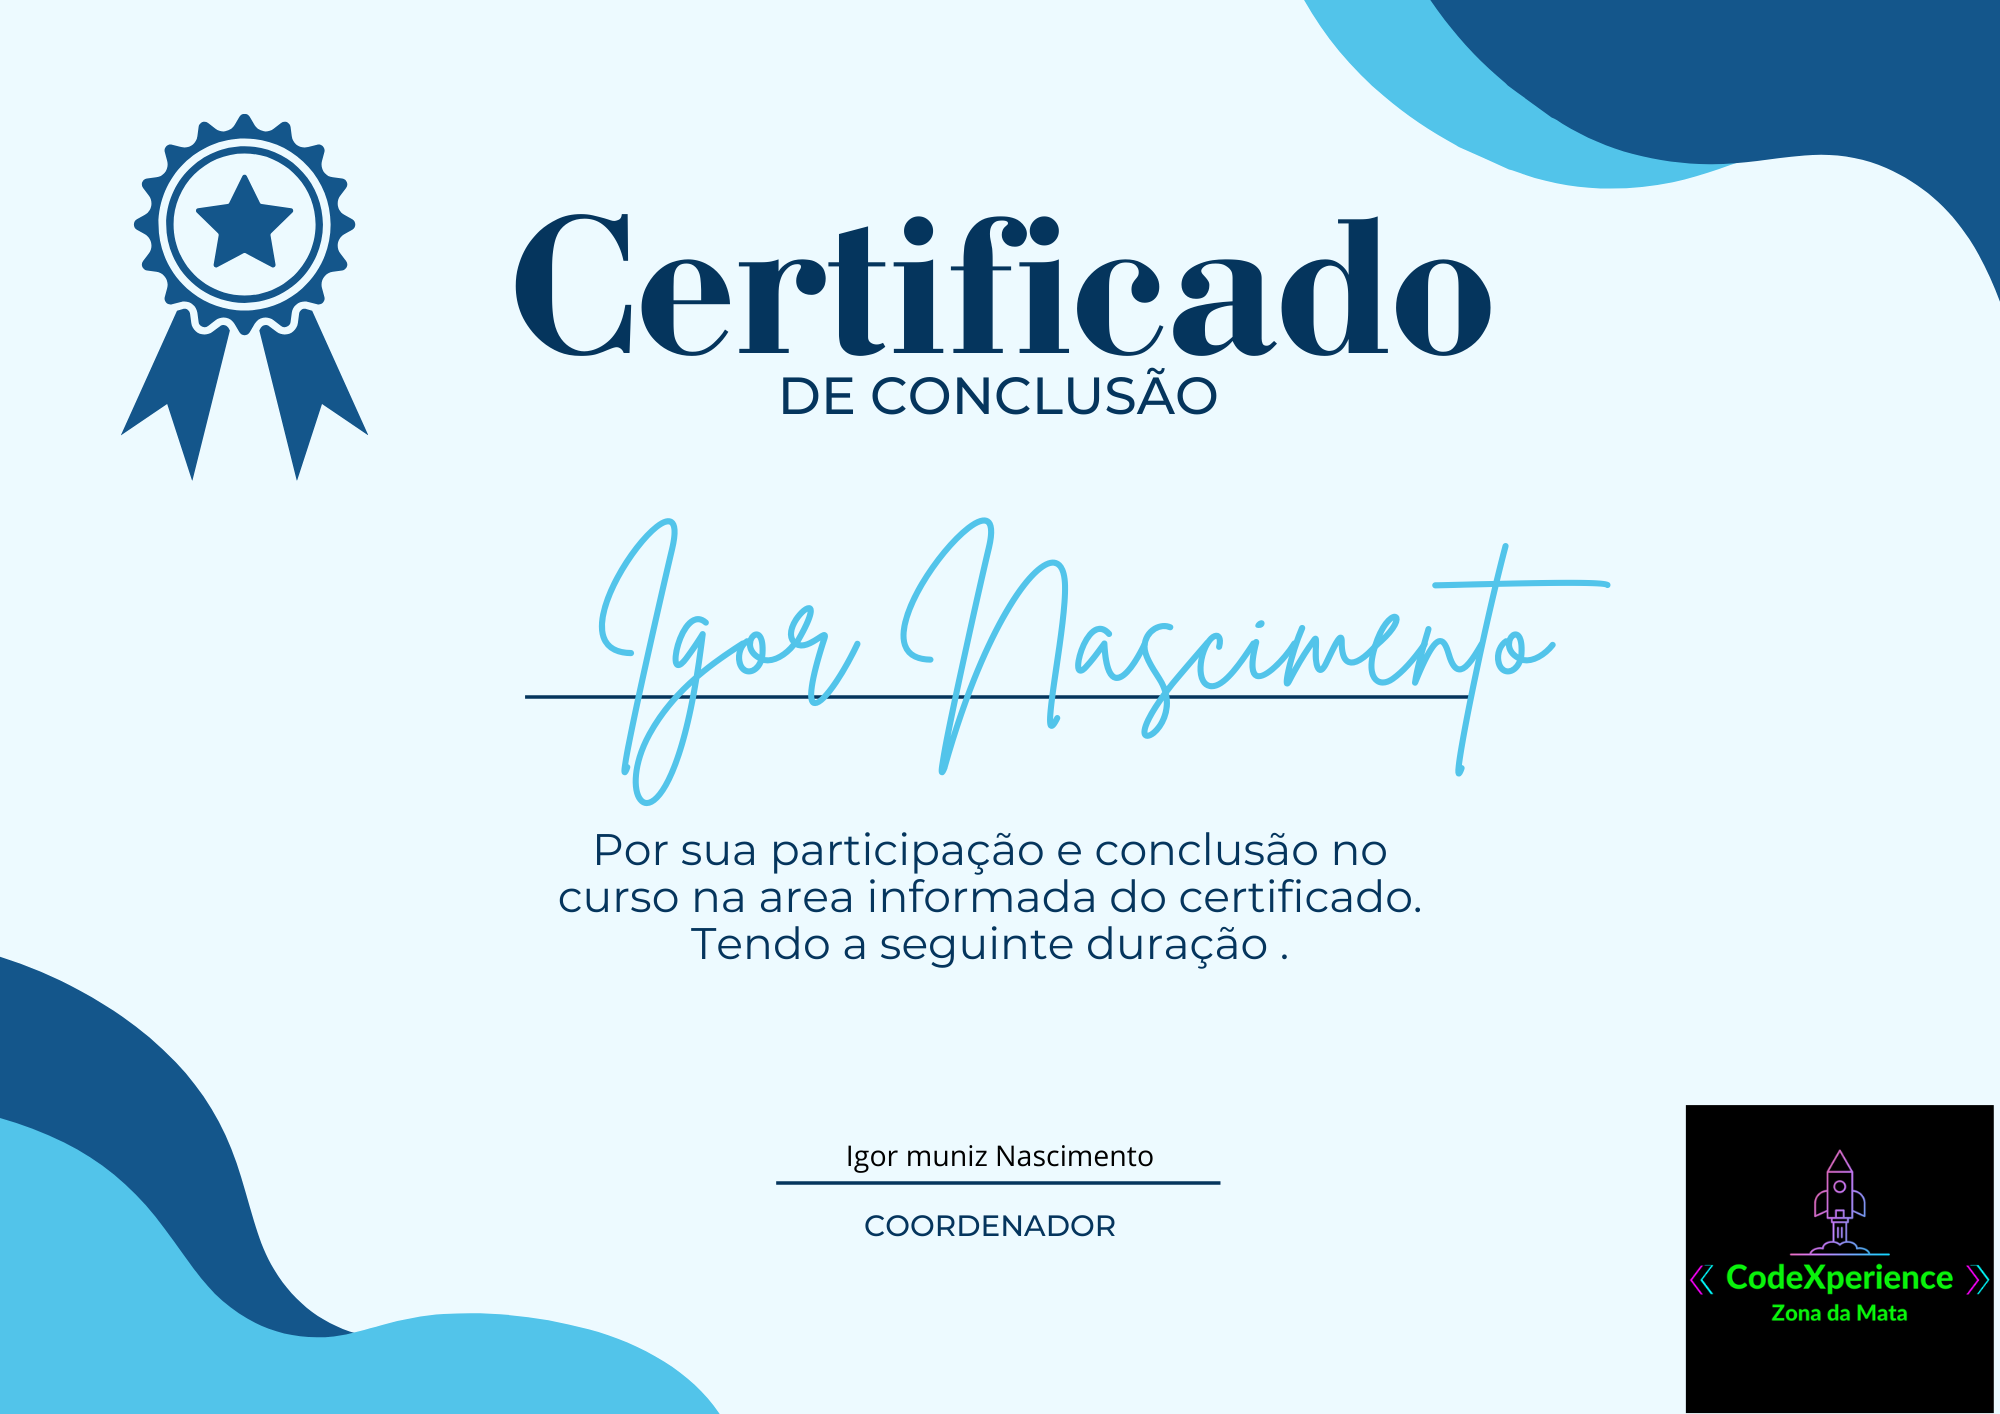 Certificado
DE CONCLUSÃO
Igor Nascimento
Por sua participação e conclusão no
curso na area informada do certificado.
Tendo a seguinte duração .
Igor muniz Nascimento
COORDENADOR
CodeXperience
Zona da Mata